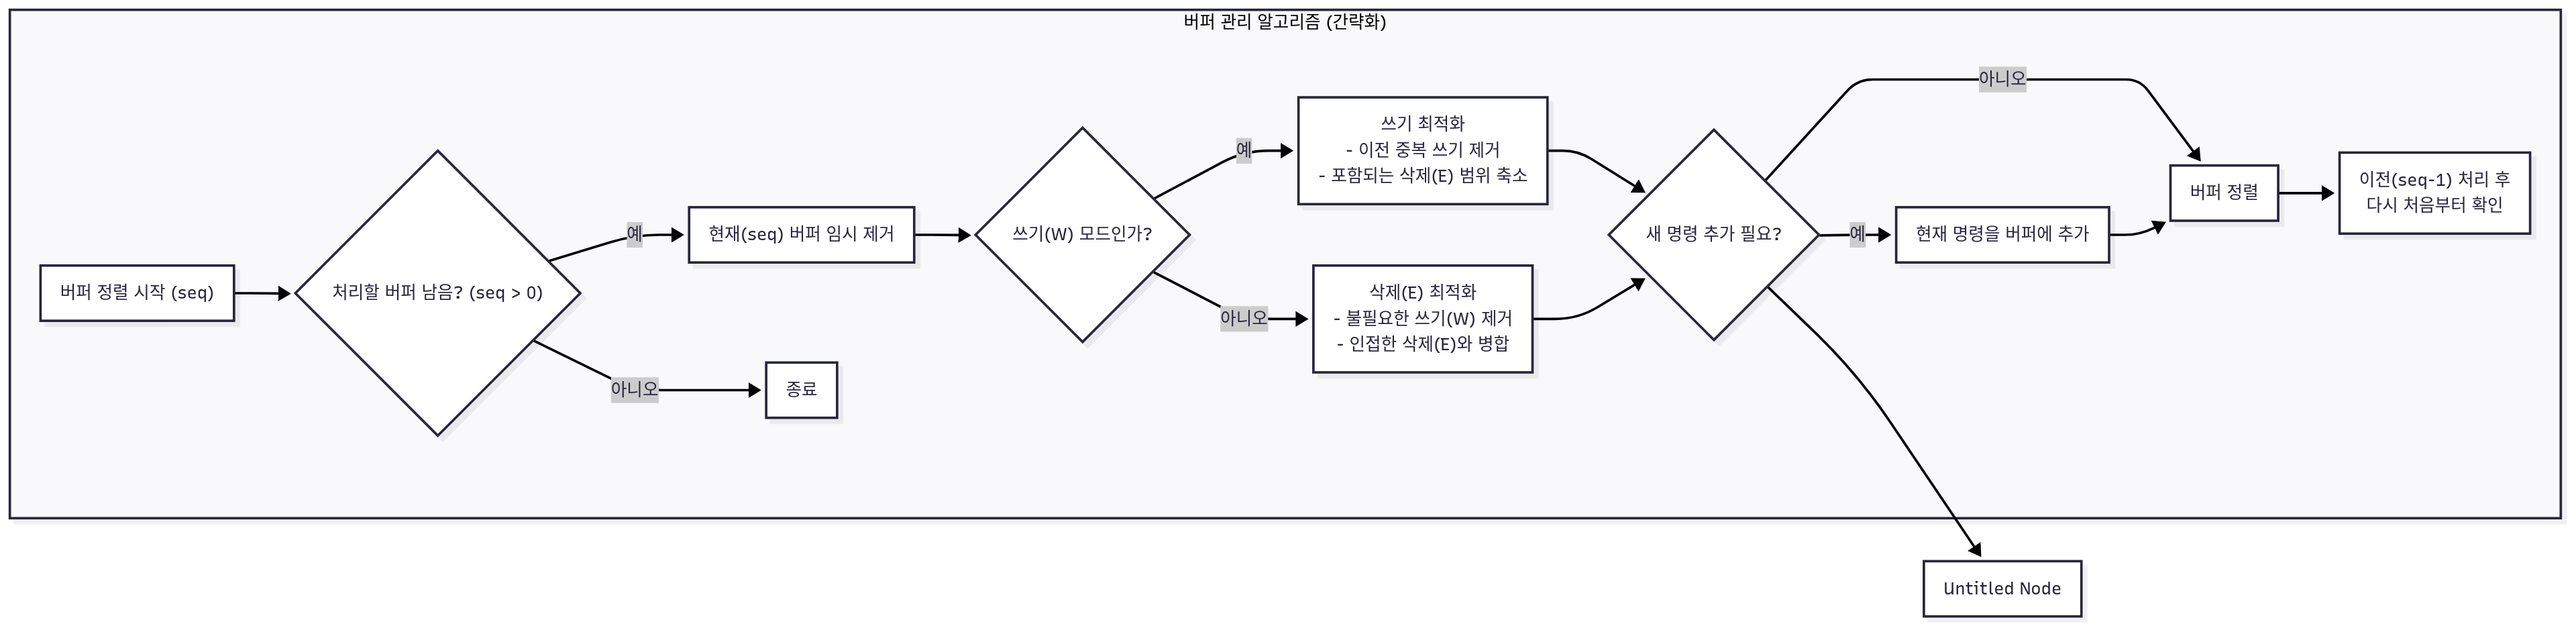 버퍼 관리 알고리즘 (간략화)
버퍼 정렬 시작 (seq)
처리할 버퍼 남음? (seq > 0)
예
아니오
현재(seq) 버퍼 임시 제거
종료
쓰기(W) 모드인가?
예
아니오
쓰기 최적화
- 이전 중복 쓰기 제거
- 포함되는 삭제(E) 범위 축소
삭제(E) 최적화
- 불필요한 쓰기(W) 제거
- 인접한 삭제(E)와 병합
새 명령 추가 필요?
아니오
예
현재 명령을 버퍼에 추가
버퍼 정렬
이전(seq-1) 처리 후
다시 처음부터 확인
Untitled Node